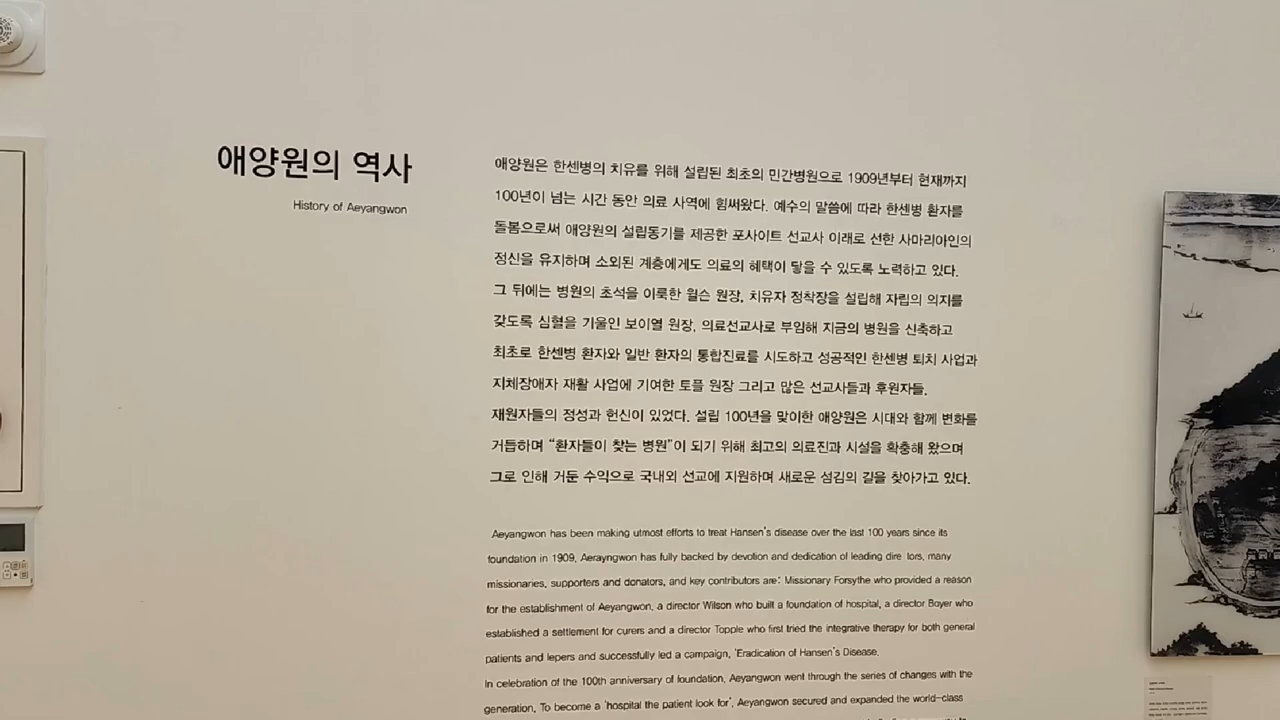 애양원의 역사
History of Aeyangwon
애양원은 한센병의 치유를 위해 설립된 최초의 민간병원으로 1909년부터 현재까지
100년이 넘는 시간 동안 의료 사역에 힘써왔다. 예수의 말씀에 따라 한센병 환자를
돌봄으로써 애양원의 설립동기를 제공한 포사이트 선교사 이래로 선한 사마리아인의
정신을 유지하며 소외된 계층에게도 의료의 혜택이 닿을 수 있도록 노력하고 있다.
그 뒤에는 병원의 초석을 이룩한 윌슨 원장, 치유자 정착장을 설립해 자립의 의지를
갖도록 심혈을 기울인 보이열 원장, 의료선교사로 부임해 지금의 병원을 신축하고
최초로 한센병 환자와 일반 환자의 통합진료를 시도하고 성공적인 한센병 퇴치 사업과
지체장애자 재활 사업에 기여한 토플 원장 그리고 많은 선교사들과 후원자들,
재원자들의 정성과 헌신이 있었다. 설립 100년을 맞이한 애양원은 시대와 함께 변화를
거듭하며 “환자들이 찾는 병원”이 되기 위해 최고의 의료진과 시설을 확충해 왔으며
그로 인해 거둔 수익으로 국내외 선교에 지원하며 새로운 섬김의 길을 찾아가고 있다.
Aeyangwon has been making utmost efforts to treat Hansen's disease over the last 100 years since its
foundation in 1909, Aerayngwon has fully backed by devotion and dedication of leading dire tors, many
missionaries, supporters and donators, and key contributors are: Missionary Forsythe who provided a reason
for the establishment of Aeyangwon, a director Wilson who built a foundation of hospital, a director Boyer who
established a settlement for curers and a director Topple who first tried the integrative therapy for both general
patients and lepers and successfully led a campaign, 'Eradication of Hansen's Disease.
In celebration of the 100th anniversary of foundation, Aeyangwon went through the series of changes with the
generation, To become a 'hospital the patient look for', Aeyangwon secured and expanded the world-class